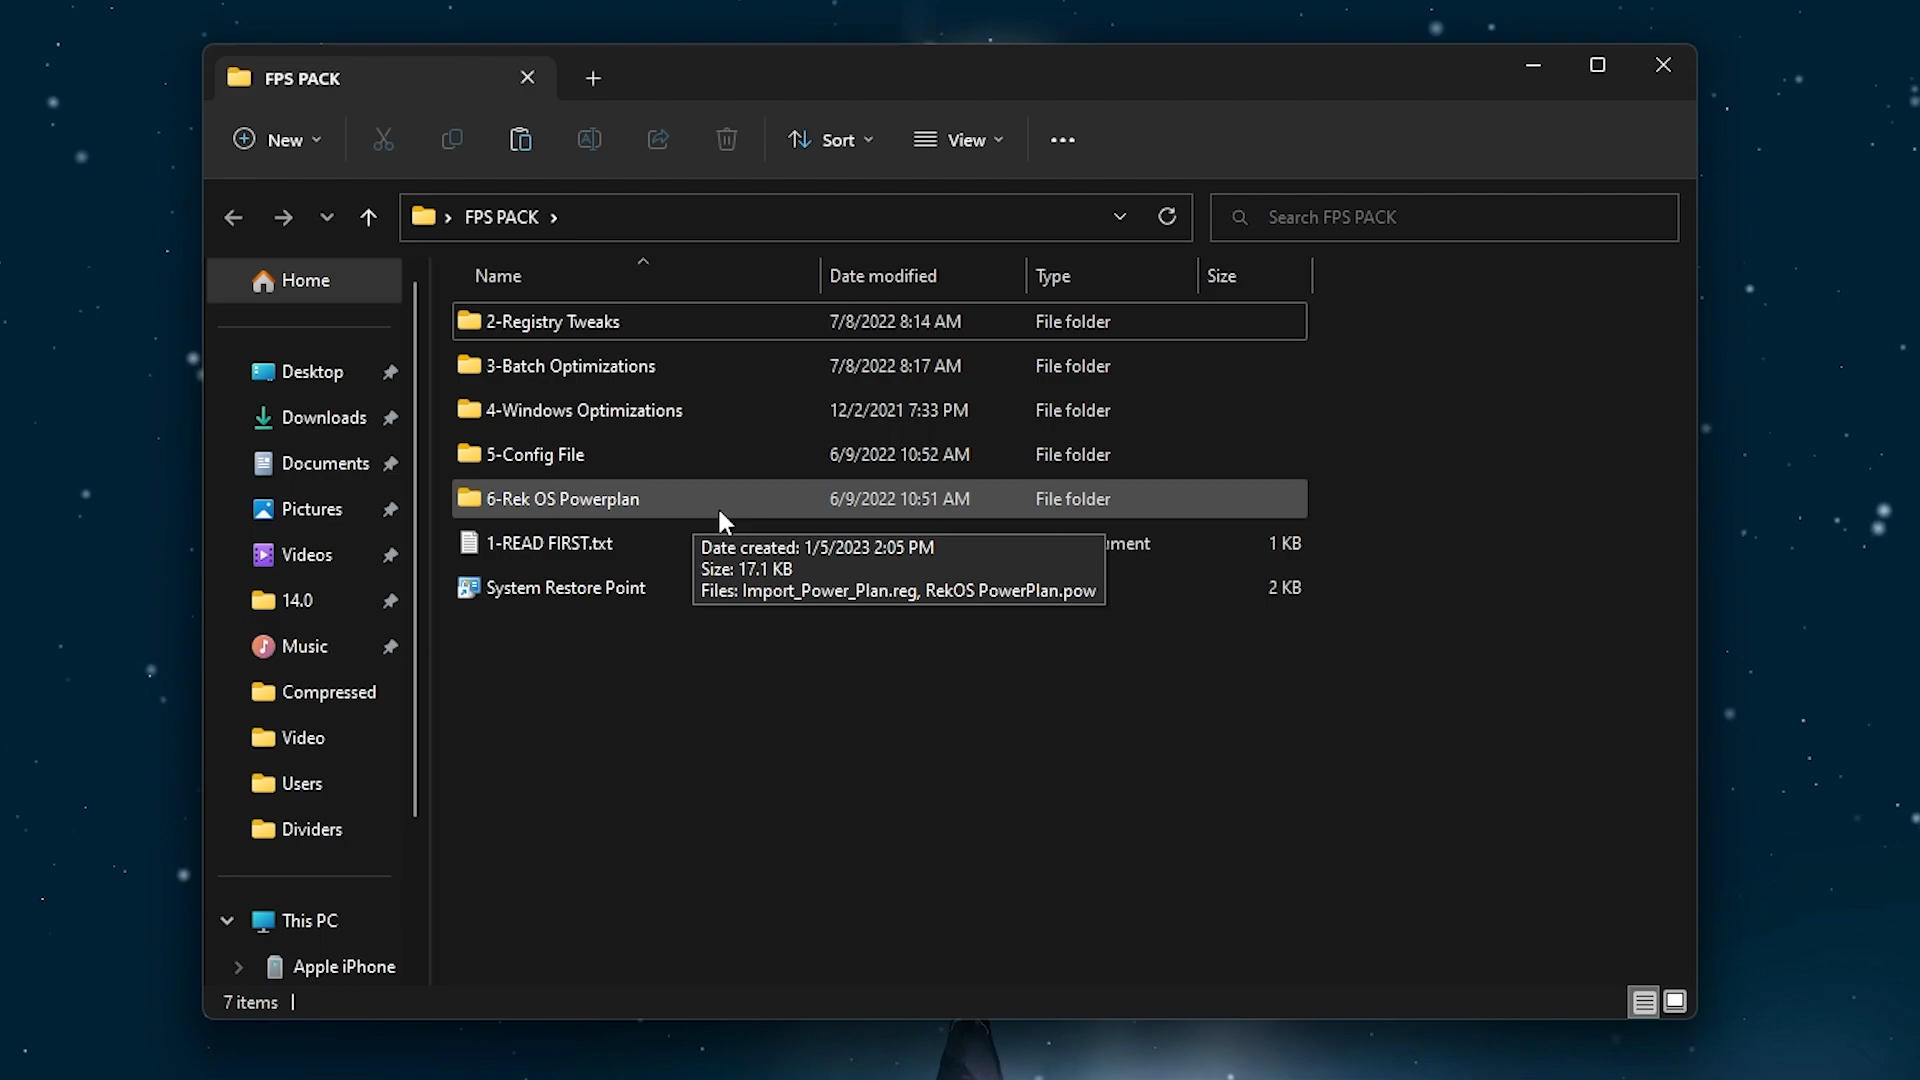 FPS PACK
New
Sort
View
FPS PACK
Search FPS PACK
Home
Desktop
Downloads
Documents
Pictures
Videos
14.0
Music
Compressed
Video
Users
Dividers
This PC
Apple iPhone
Name Date modified Type Size
2-Registry Tweaks 7/8/2022 8:14 AM File folder
3-Batch Optimizations 7/8/2022 8:17 AM File folder
4-Windows Optimizations 12/2/2021 7:33 PM File folder
5-Config File 6/9/2022 10:52 AM File folder
6-Rek OS Powerplan 6/9/2022 10:51 AM File folder
1-READ FIRST.txt 1 KB
System Restore Point 2 KB
Date created: 1/5/2023 2:05 PM
Size: 17.1 KB
Files: Import_Power_Plan.reg, RekOS PowerPlan.pow
7 items